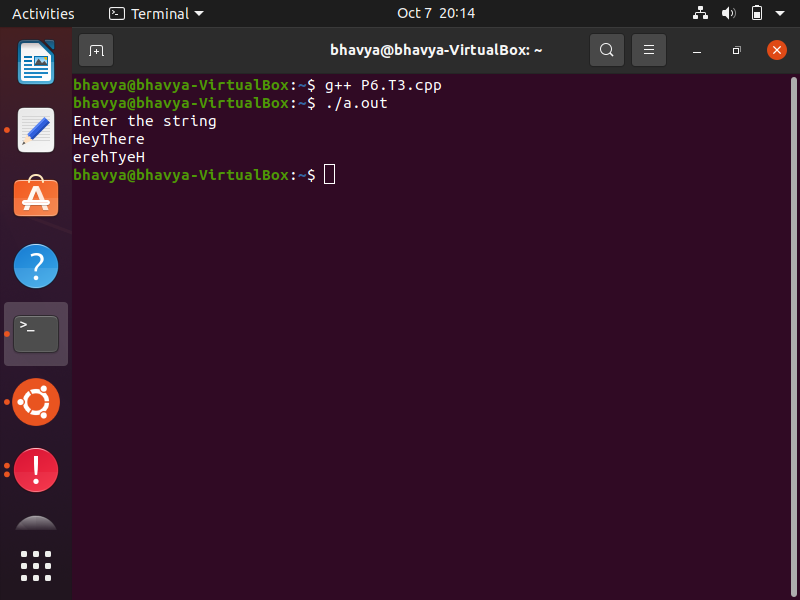 Activities Terminal Oct 7 20:14
bhavya@bhavya-VirtualBox: ~
bhavya@bhavya-VirtualBox:~$ g++ P6.T3.cpp
bhavya@bhavya-VirtualBox:~$ ./a.out
Enter the string
HeyThere
erehTyeH
bhavya@bhavya-VirtualBox:~$